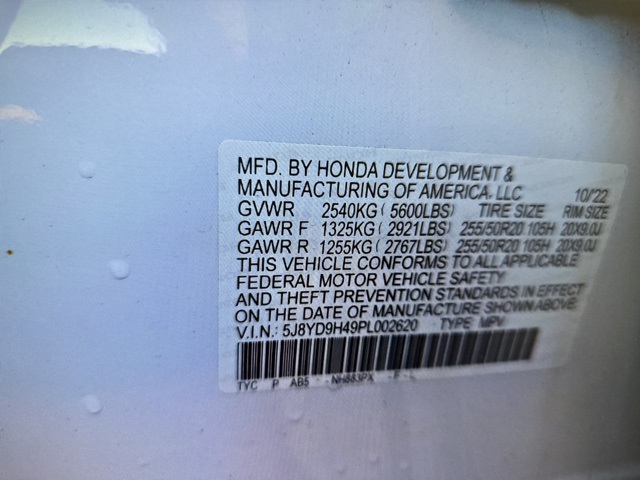 MFD. BY HONDA DEVELOPMENT &
MANUFACTURING OF AMERICA, LLC 10/22
GVWR 2540KG ( 5600LBS) TIRE SIZE RIM SIZE
GAWR F 1325KG ( 2921LBS) 255/50R20 105H 20X9.0J
GAWR R 1255KG ( 2767LBS) 255/50R20 105H 20X9.0J
THIS VEHICLE CONFORMS TO ALL APPLICABLE
FEDERAL MOTOR VEHICLE SAFETY
AND THEFT PREVENTION STANDARDS IN EFFECT
ON THE DATE OF MANUFACTURE SHOWN ABOVE.
V.I.N.: 5J8YD9H49PL002620 TYPE: MPV
TYC P AB5 - NH883PX